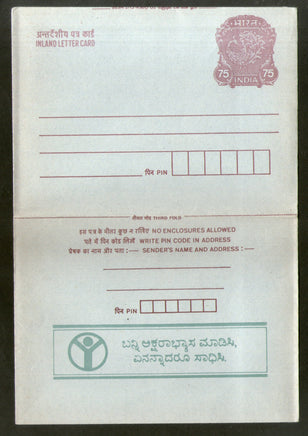 अन्तर्देशीय पत्र कार्ड
INLAND LETTER CARD
भारत
75 75
INDIA
पिन PIN
तीसरा मोड़ THIRD FOLD
इस पत्र के भीतर कुछ न रखिए NO ENCLOSURES ALLOWED
पते में पिन कोड लिखें WRITE PIN CODE IN ADDRESS
प्रेषक का नाम और पता :— SENDER'S NAME AND ADDRESS :—
पिन PIN
ಬನ್ನಿ ಅಕ್ಷರಾಭ್ಯಾಸ ಮಾಡಿಸಿ,
ಏನನ್ನಾದರೂ ಸಾಧಿಸಿ.